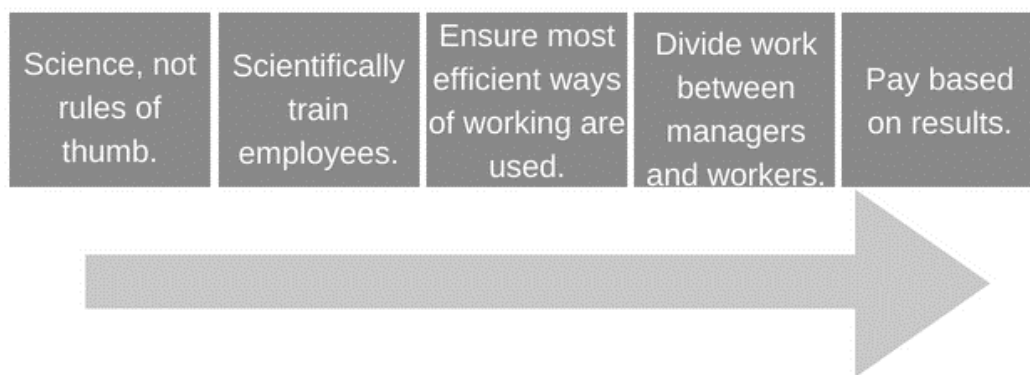 Science, not
rules of
thumb.
Scientifically
train
employees.
Ensure most
efficient ways
of working are
used.
Divide work
between
managers
and workers.
Pay based
on results.